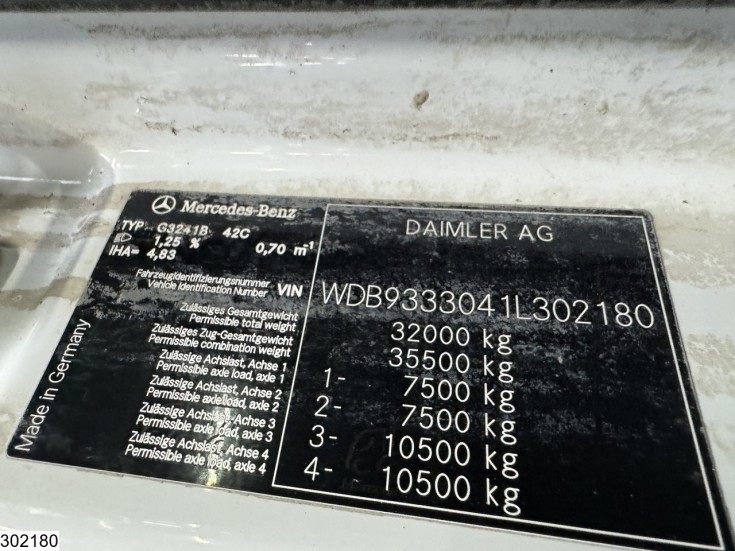 Mercedes-Benz
TYP G3241B 42C
1,25 % 0,70 m⁻¹
IHA= 4,83
DAIMLER AG
Fahrzeugidentifizierungsnummer
Vehicle Identification Number VIN WDB9333041L302180
Zulässiges Gesamtgewicht
Permissible total weight 32000 kg
Zulässiges Zug-Gesamtgewicht
Permissible combination weight 35500 kg
Zulässige Achslast, Achse 1
Permissible axle load, axle 1 1- 7500 kg
Zulässige Achslast, Achse 2
Permissible axle load, axle 2 2- 7500 kg
Zulässige Achslast, Achse 3
Permissible axle load, axle 3 3- 10500 kg
Zulässige Achslast, Achse 4
Permissible axle load, axle 4 4- 10500 kg
Made in Germany
302180